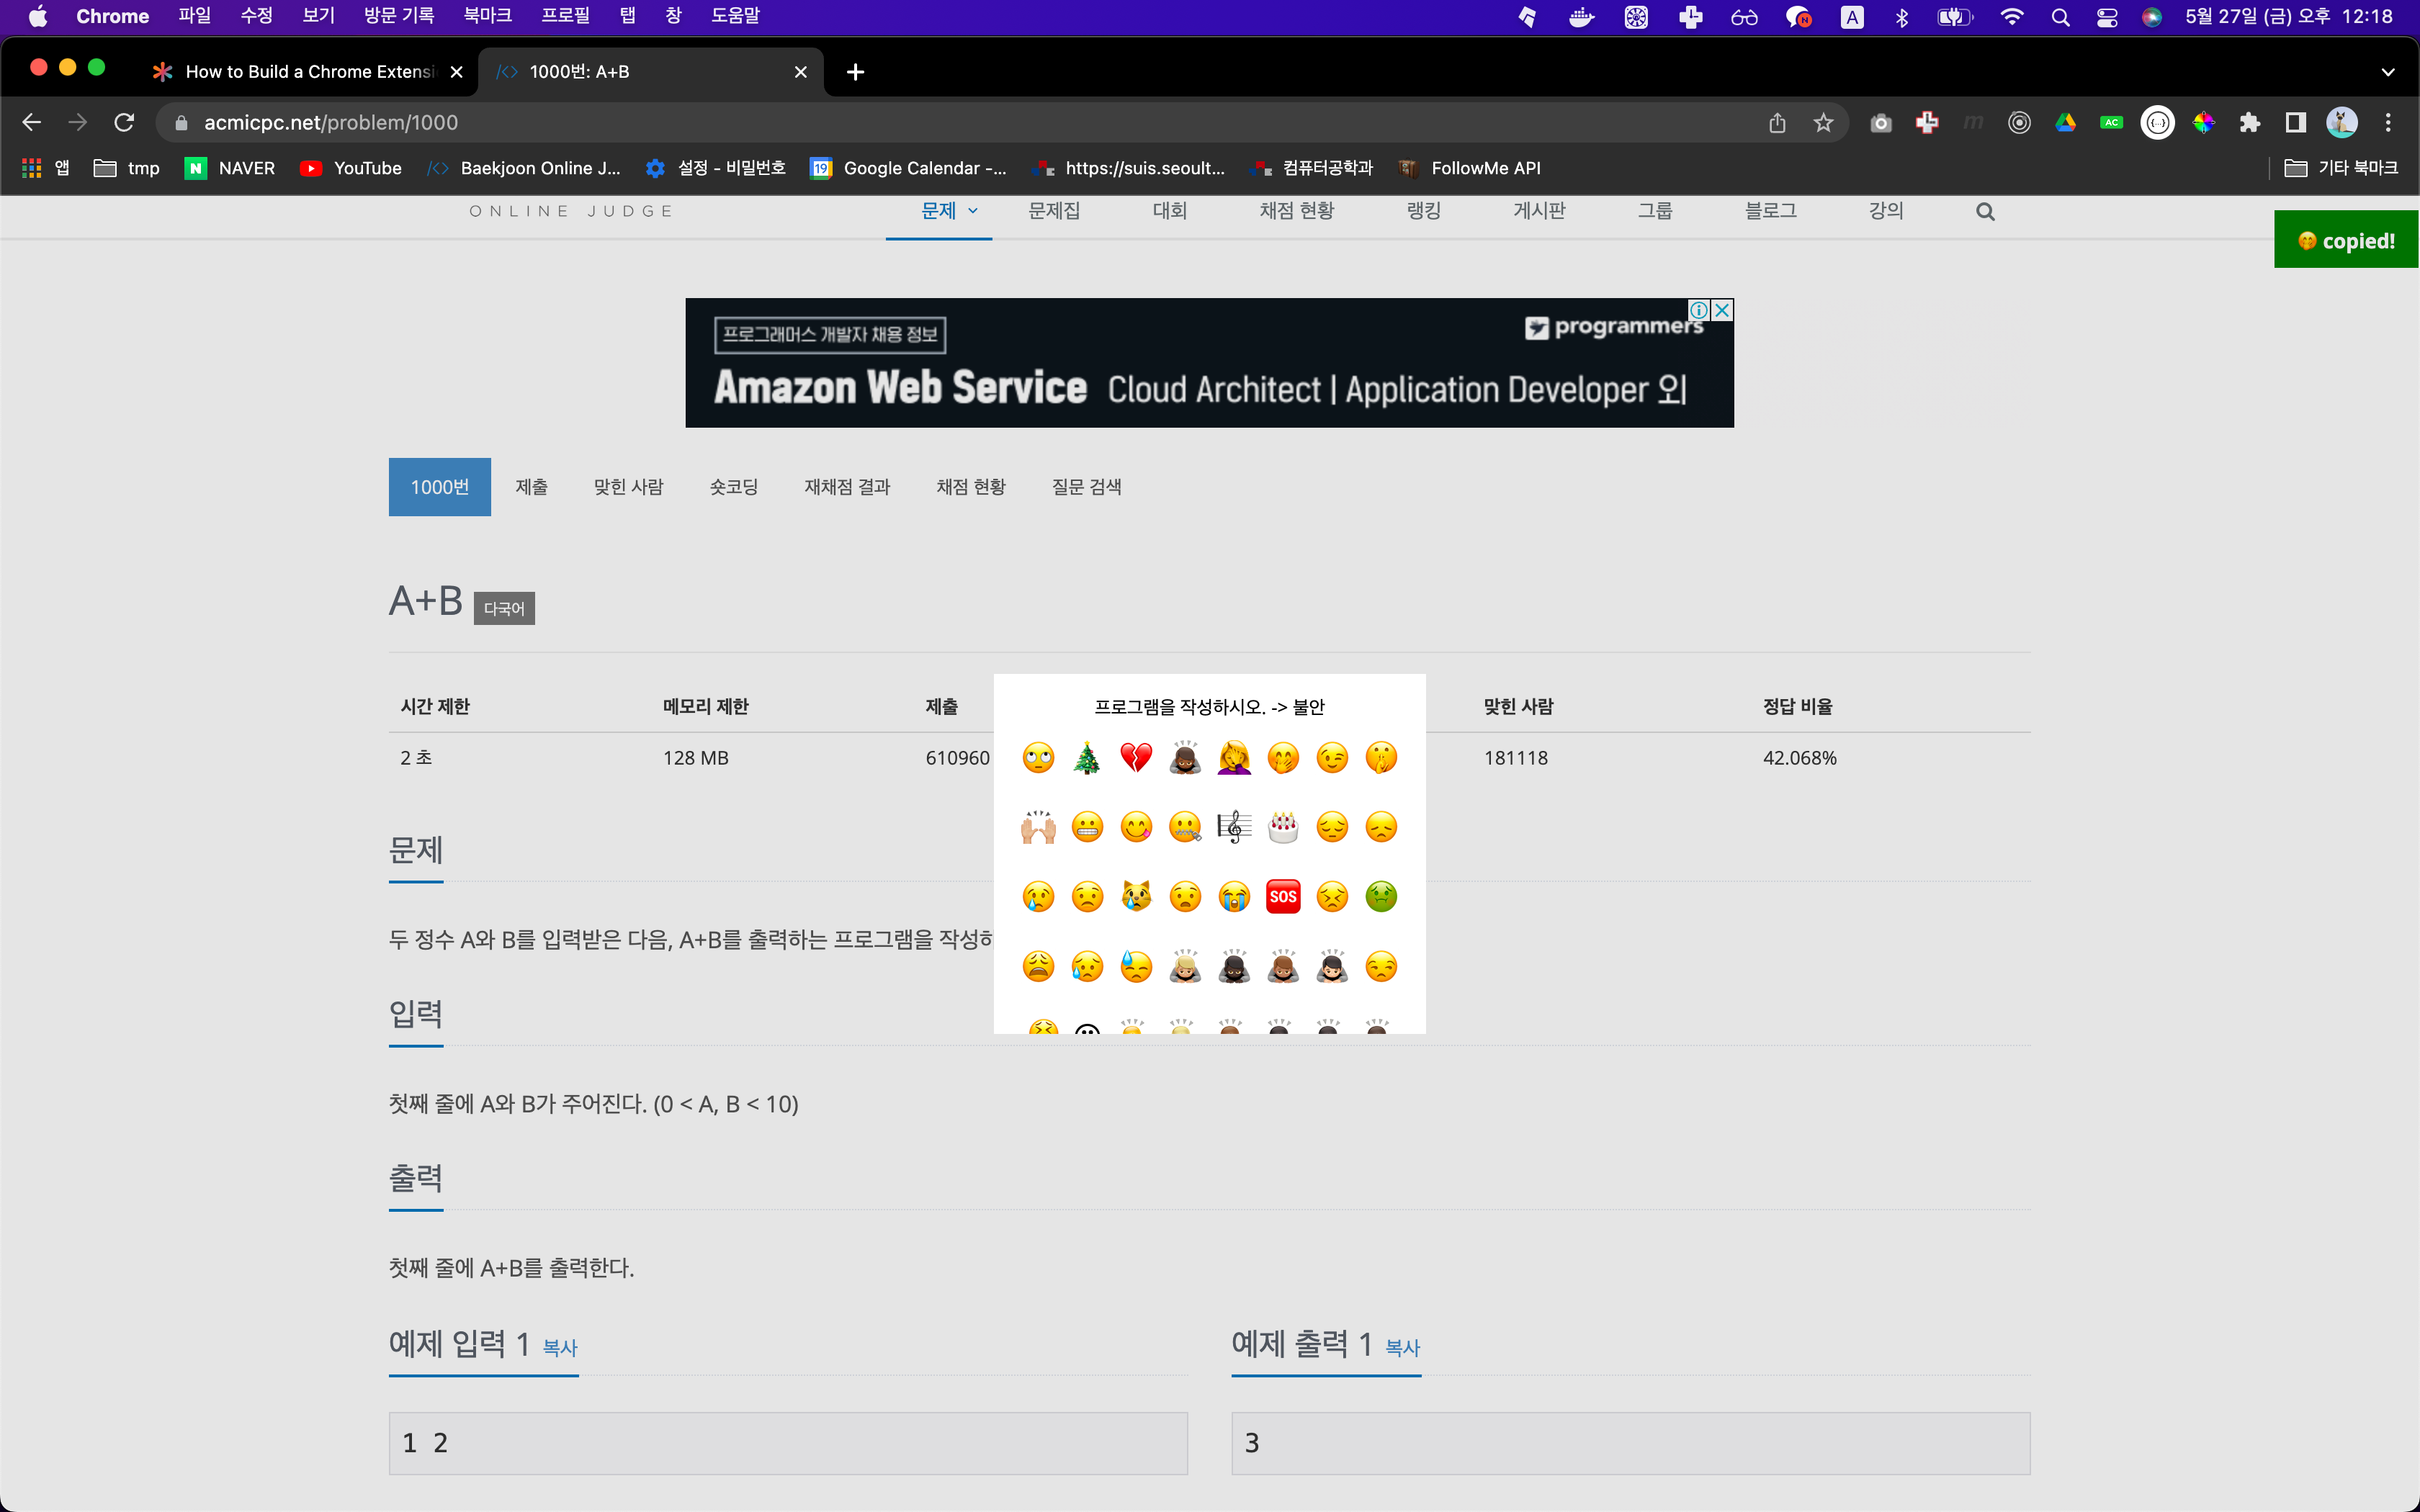 Chrome 파일 수정 보기 방문 기록 북마크 프로필 탭 창 도움말 A 5월 27일 (금) 오후 12:18
How to Build a Chrome Extensi 1000번: A+B
acmicpc.net/problem/1000 AC
앱 tmp NAVER YouTube Baekjoon Online J... 설정 - 비밀번호 19 Google Calendar -... https://suis.seoult... 컴퓨터공학과 FollowMe API 기타 북마크
ONLINE JUDGE 문제 문제집 대회 채점 현황 랭킹 게시판 그룹 블로그 강의
🤭 copied!
프로그래머스 개발자 채용 정보 programmers
Amazon Web Service Cloud Architect | Application Developer 외
1000번 제출 맞힌 사람 숏코딩 재채점 결과 채점 현황 질문 검색
A+B 다국어
시간 제한 메모리 제한 제출 맞힌 사람 정답 비율
2 초 128 MB 610960 181118 42.068%
프로그램을 작성하시오. -> 불안
SOS
문제
두 정수 A와 B를 입력받은 다음, A+B를 출력하는 프로그램을 작성하
입력
첫째 줄에 A와 B가 주어진다. (0 < A, B < 10)
출력
첫째 줄에 A+B를 출력한다.
예제 입력 1 복사 예제 출력 1 복사
1 2 3